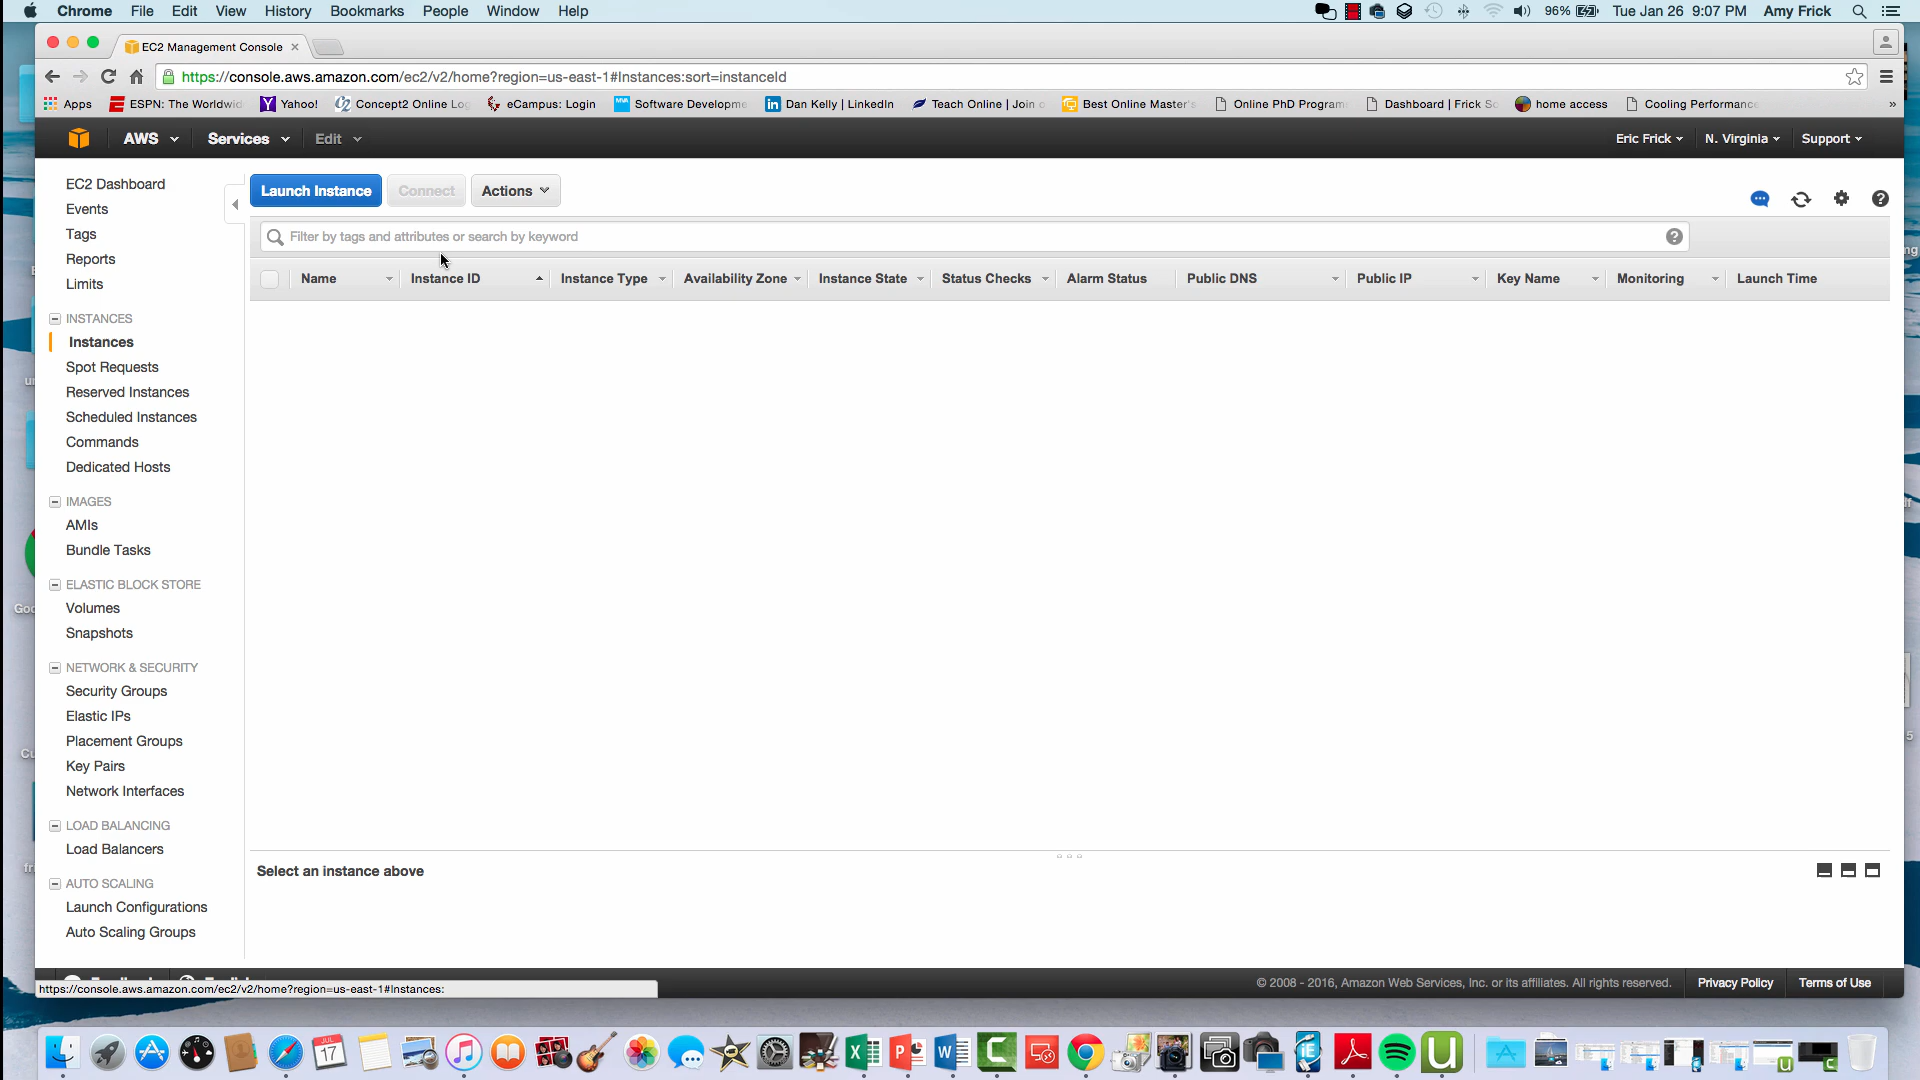 Chrome File Edit View History Bookmarks People Window Help 96% Tue Jan 26 9:07 PM Amy Frick
EC2 Management Console
https://console.aws.amazon.com/ec2/v2/home?region=us-east-1#Instances:sort=instanceId
Apps ESPN: The Worldwid Yahoo! Concept2 Online Log eCampus: Login Software Developme Dan Kelly | LinkedIn Teach Online | Join o Best Online Master's Online PhD Program Dashboard | Frick Sc home access Cooling Performance »
AWS Services Edit Eric Frick N. Virginia Support
EC2 Dashboard
Events
Tags
Reports
Limits
INSTANCES
Instances
Spot Requests
Reserved Instances
Scheduled Instances
Commands
Dedicated Hosts
IMAGES
AMIs
Bundle Tasks
ELASTIC BLOCK STORE
Volumes
Snapshots
NETWORK & SECURITY
Security Groups
Elastic IPs
Placement Groups
Key Pairs
Network Interfaces
LOAD BALANCING
Load Balancers
AUTO SCALING
Launch Configurations
Auto Scaling Groups
Launch Instance Connect Actions
Filter by tags and attributes or search by keyword
Name Instance ID Instance Type Availability Zone Instance State Status Checks Alarm Status Public DNS Public IP Key Name Monitoring Launch Time
Select an instance above
https://console.aws.amazon.com/ec2/v2/home?region=us-east-1#Instances:
© 2008 - 2016, Amazon Web Services, Inc. or its affiliates. All rights reserved. Privacy Policy Terms of Use
JUL
17